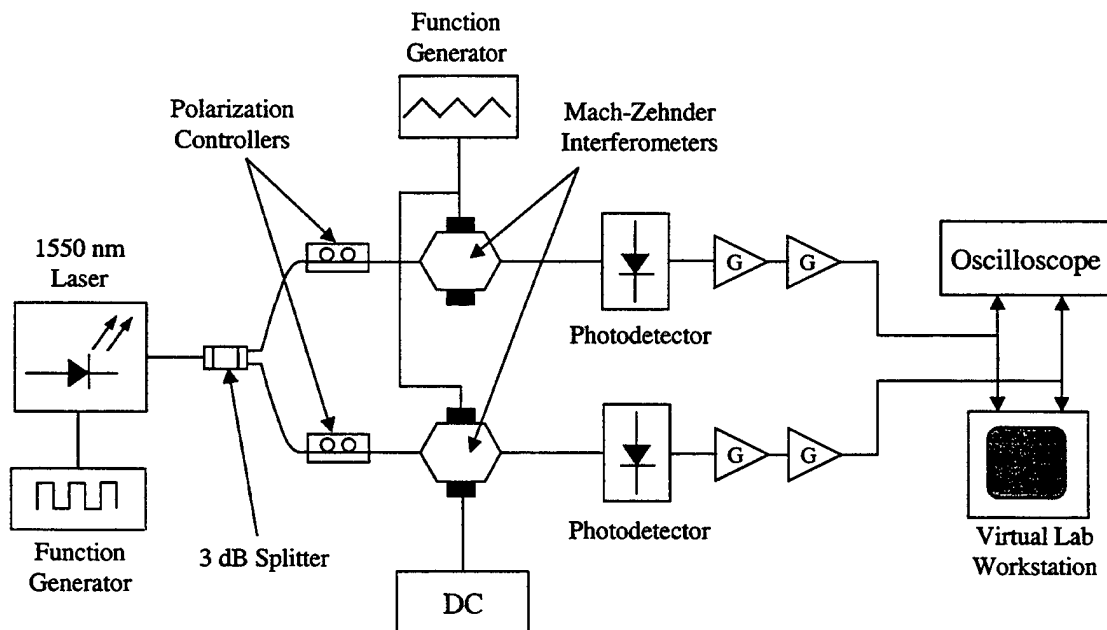 Function
Generator
Polarization
Controllers
Mach-Zehnder
Interferometers
1550 nm
Laser
G
G
Oscilloscope
Photodetector
G
G
Photodetector
3 dB Splitter
Function
Generator
DC
Virtual Lab
Workstation